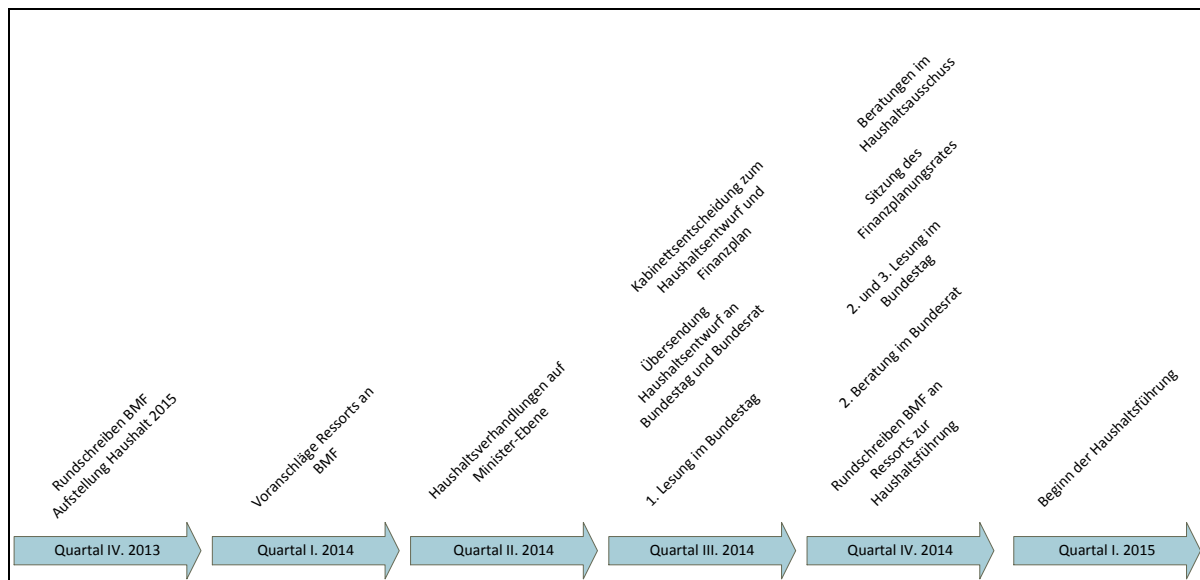 Rundschreiben BMF
Aufstellung Haushalt 2015
Voranschläge Ressorts an
BMF
Haushaltsverhandlungen auf
Minister-Ebene
Kabinettsentscheidung zum
Haushaltsentwurf und
Finanzplan
Übersendung
Haushaltsentwurf an
Bundestag und Bundesrat
1. Lesung im Bundestag
Beratungen im
Haushaltsausschuss
Sitzung des
Finanzplanungsrates
2. und 3. Lesung im
Bundestag
2. Beratung im Bundesrat
Rundschreiben BMF an
Ressorts zur
Haushaltsführung
Beginn der Haushaltsführung
Quartal IV. 2013
Quartal I. 2014
Quartal II. 2014
Quartal III. 2014
Quartal IV. 2014
Quartal I. 2015